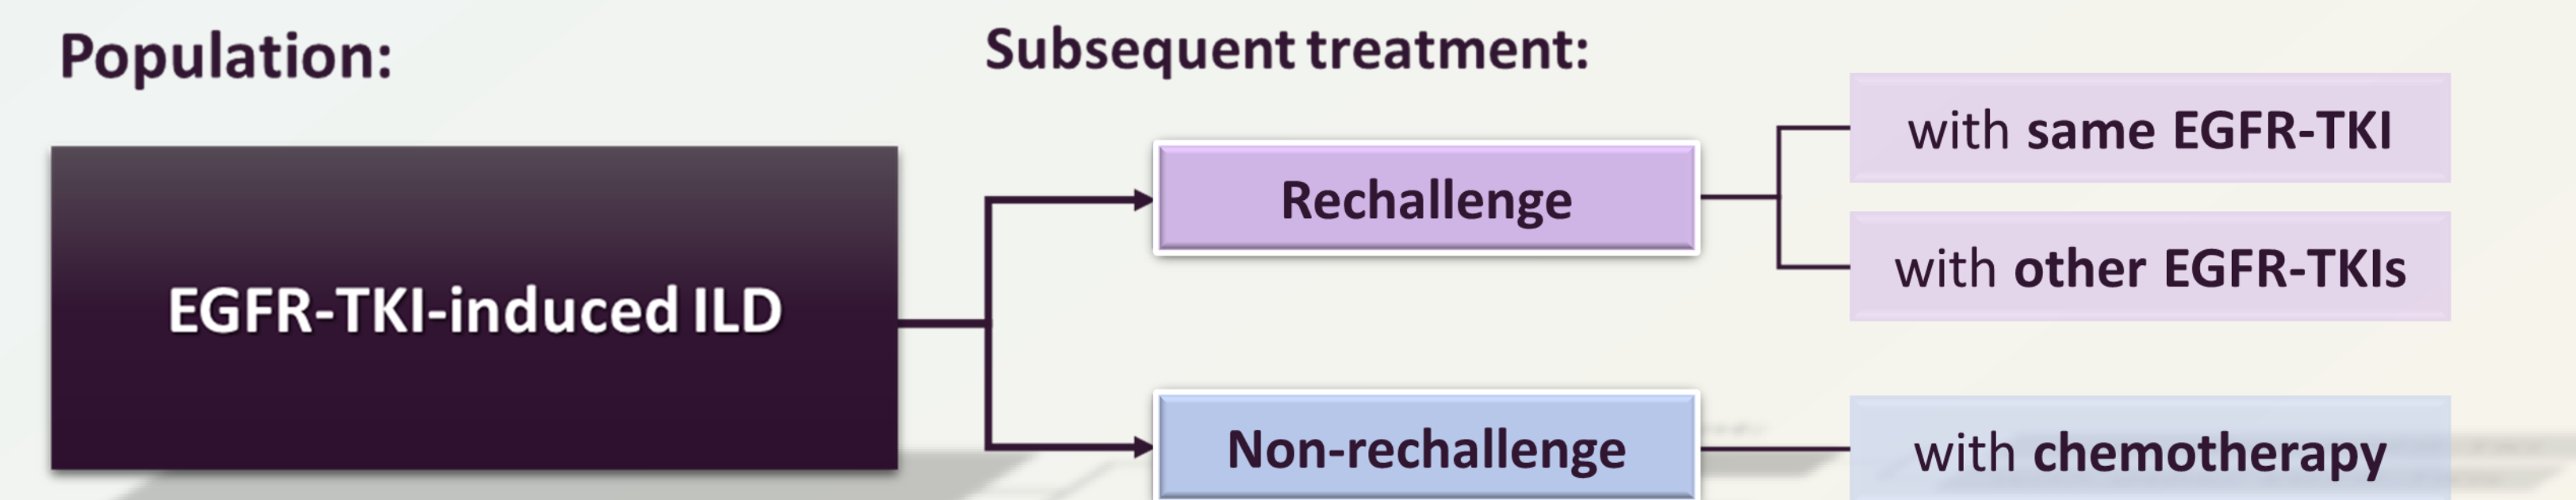 Population:
Subsequent treatment:
EGFR-TKI-induced ILD
Rechallenge
with same EGFR-TKI
with other EGFR-TKIs
Non-rechallenge
with chemotherapy